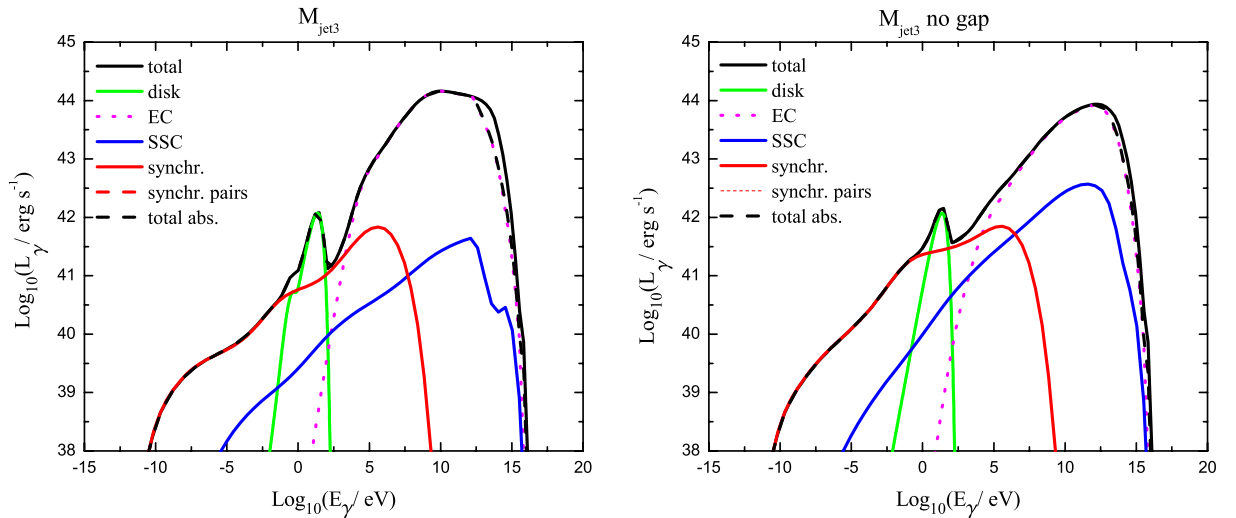 M_jet3
45
44
43
42
41
40
39
38
Log10(Lγ / erg s-1)
total
disk
EC
SSC
synchr.
synchr. pairs
total abs.
-15 -10 -5 0 5 10 15 20
Log10(Eγ/ eV)
M_jet3 no gap
45
44
43
42
41
40
39
38
Log10(Lγ / erg s-1)
total
disk
EC
SSC
synchr.
synchr. pairs
total abs.
-15 -10 -5 0 5 10 15 20
Log10(Eγ/ eV)